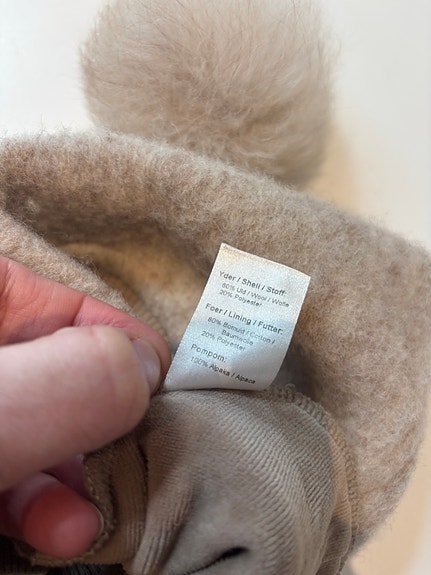 Yder / Shell / Stoff:
80% Uld / Wool / Wolle
20% Polyester
Foer / Lining / Futter:
80% Bomuld / Cotton /
Baumwolle
20% Polyester
Pompom:
100% Alpaka / Alpaca